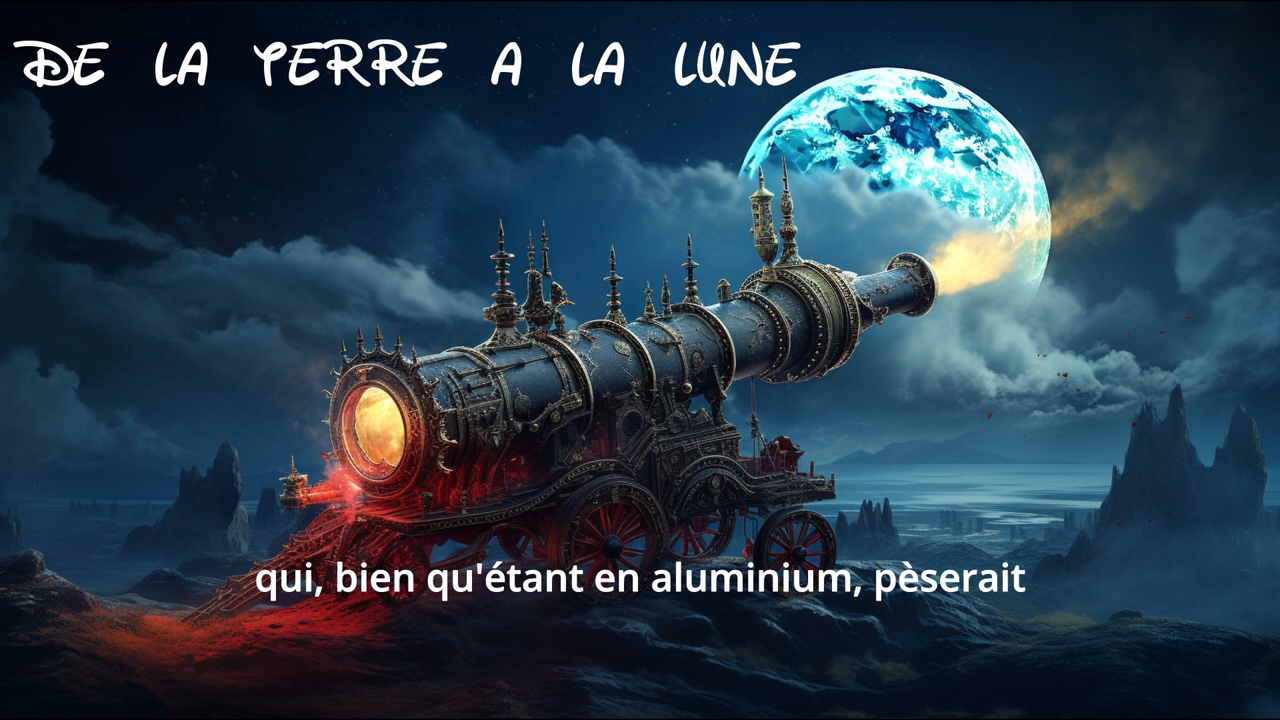 DE LA TERRE A LA LUNE
qui, bien qu'étant en aluminium, pèserait